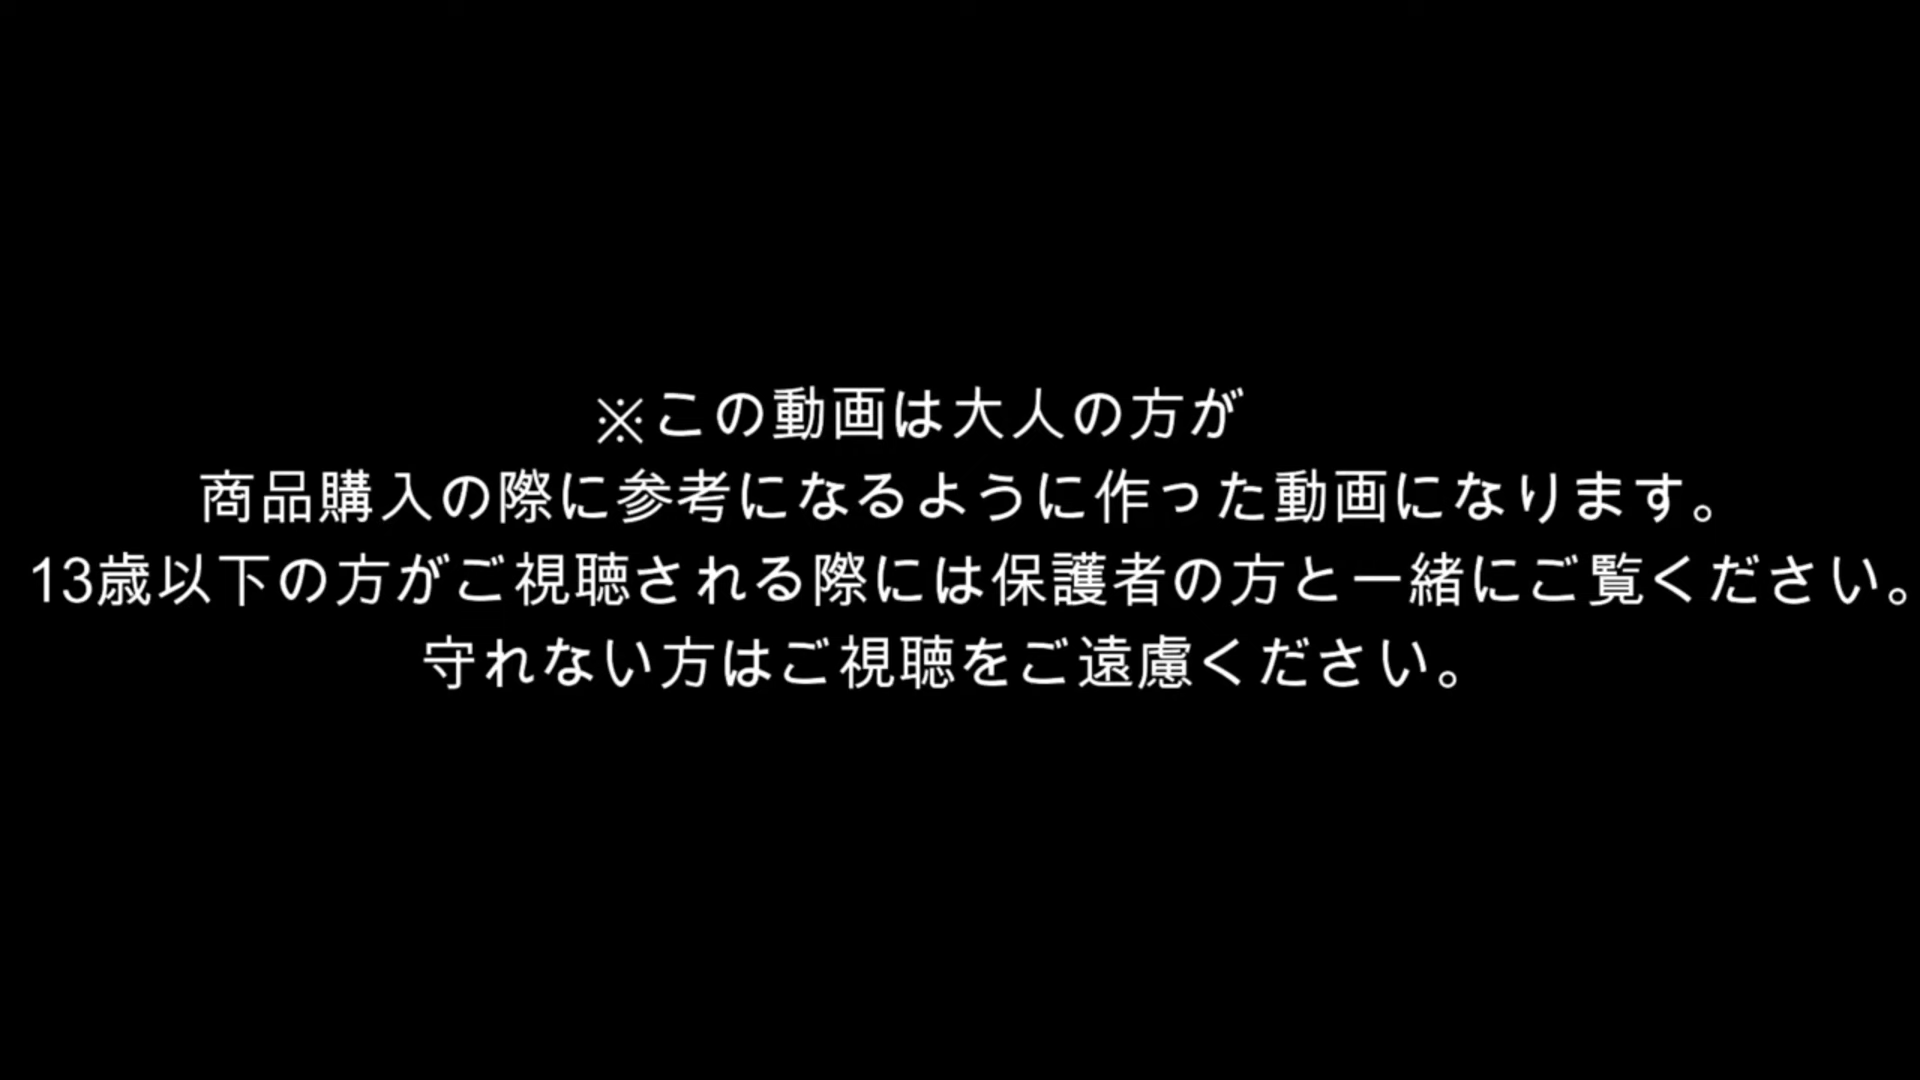 ※この動画は大人の方が
商品購入の際に参考になるように作った動画になります。
13歳以下の方がご視聴される際には保護者の方と一緒にご覧ください。
守れない方はご視聴をご遠慮ください。